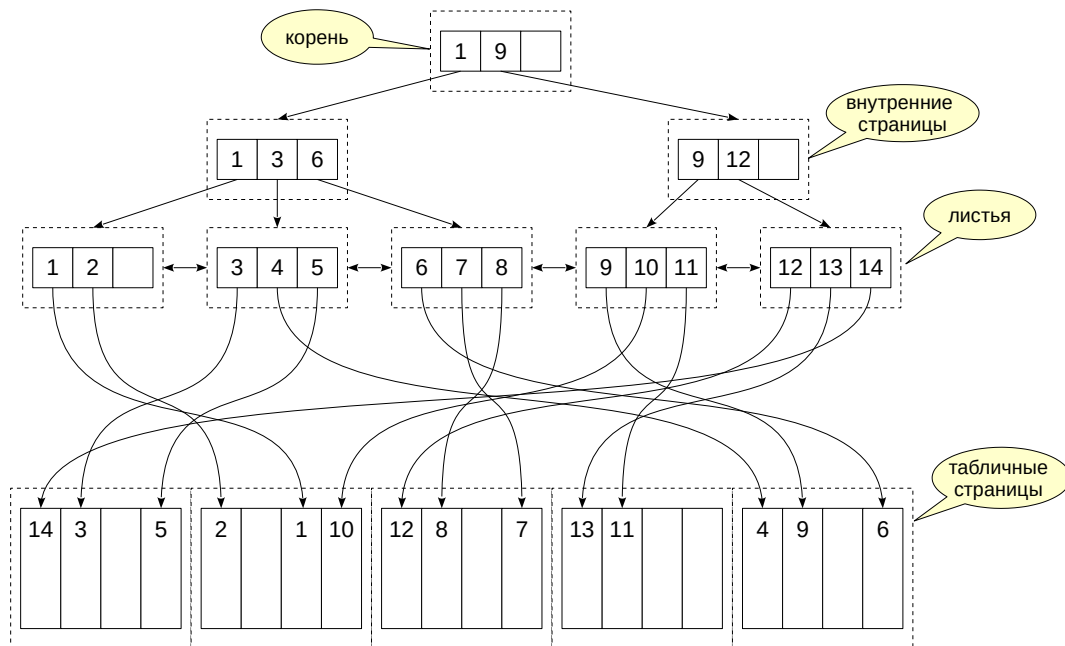 корень
1 9
внутренние
страницы
1 3 6
9 12
листья
1 2
3 4 5
6 7 8
9 10 11
12 13 14
табличные
страницы
14 3 5
2 1 10
12 8 7
13 11
4 9 6